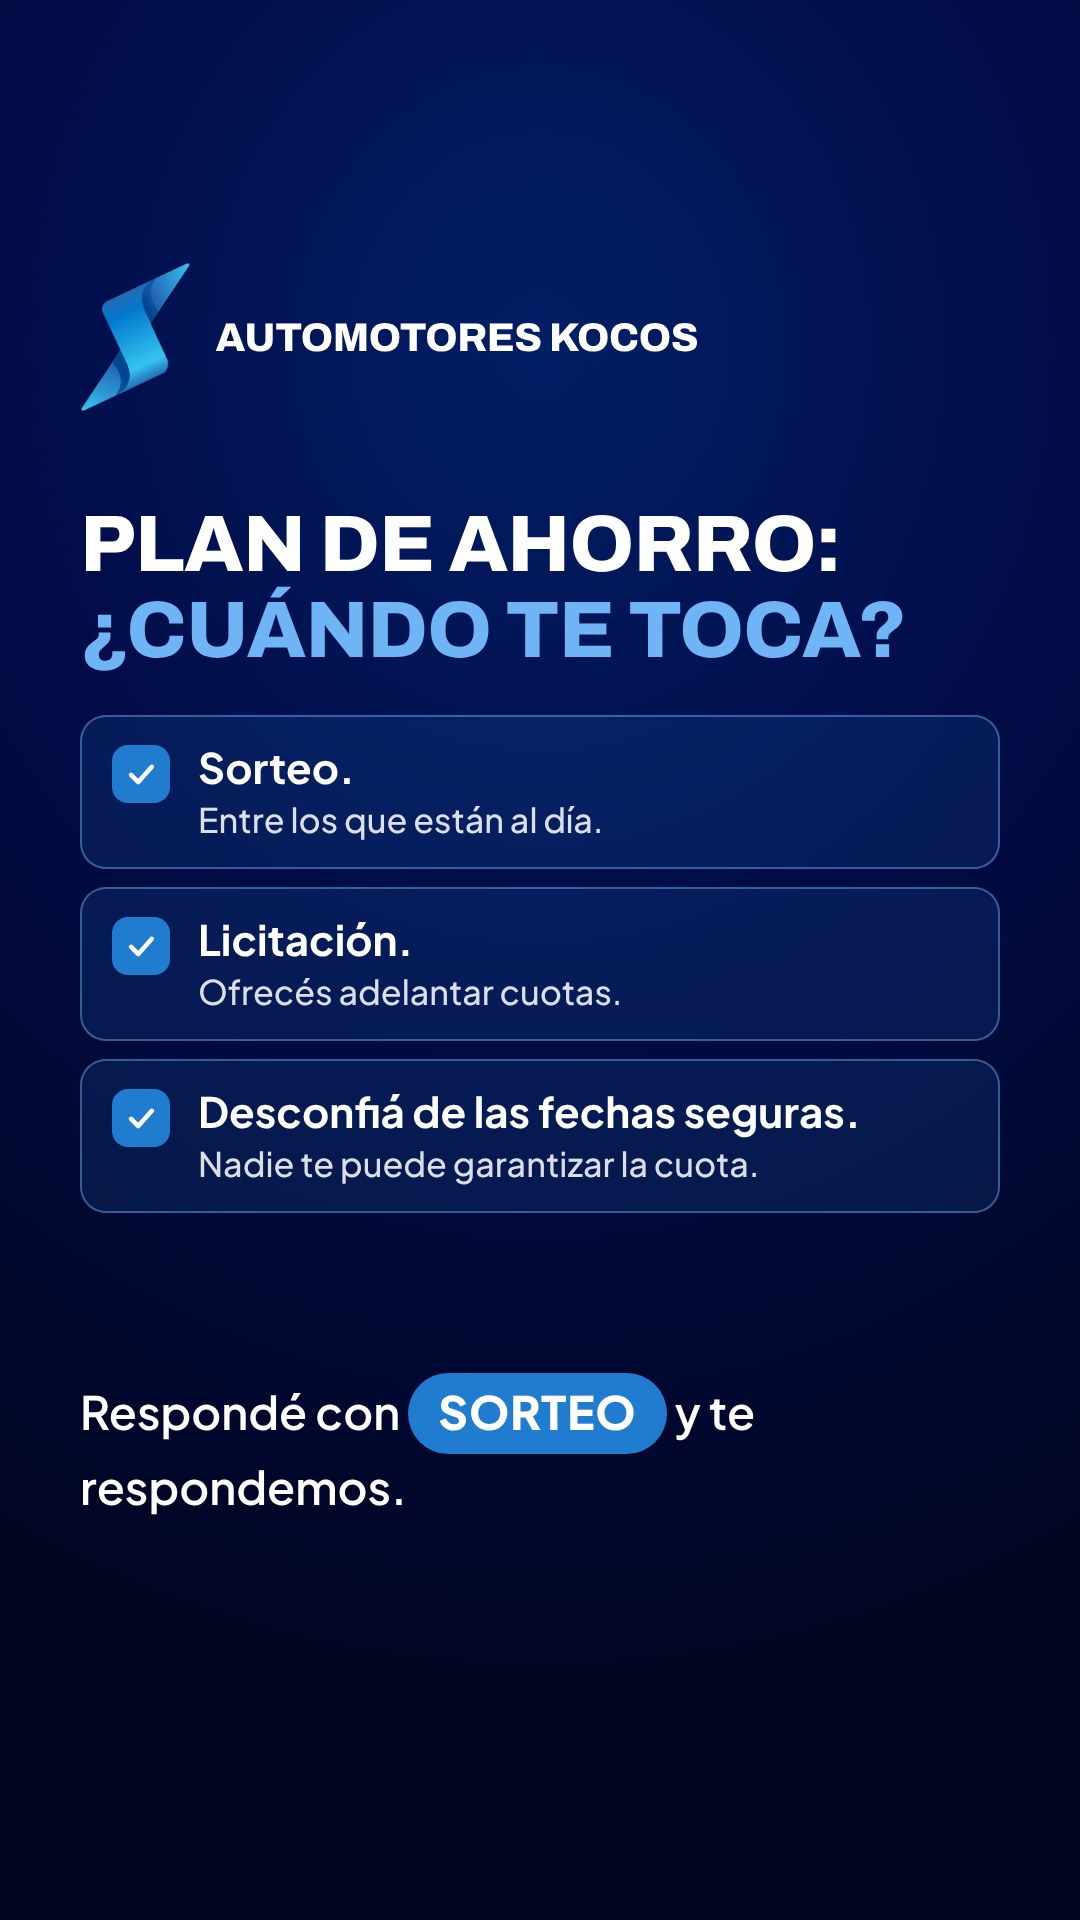 AUTOMOTORES KOCOS
PLAN DE AHORRO:
¿CUÁNDO TE TOCA?
Sorteo.
Entre los que están al día.
Licitación.
Ofrecés adelantar cuotas.
Desconfiá de las fechas seguras.
Nadie te puede garantizar la cuota.
Respondé con SORTEO y te
respondemos.